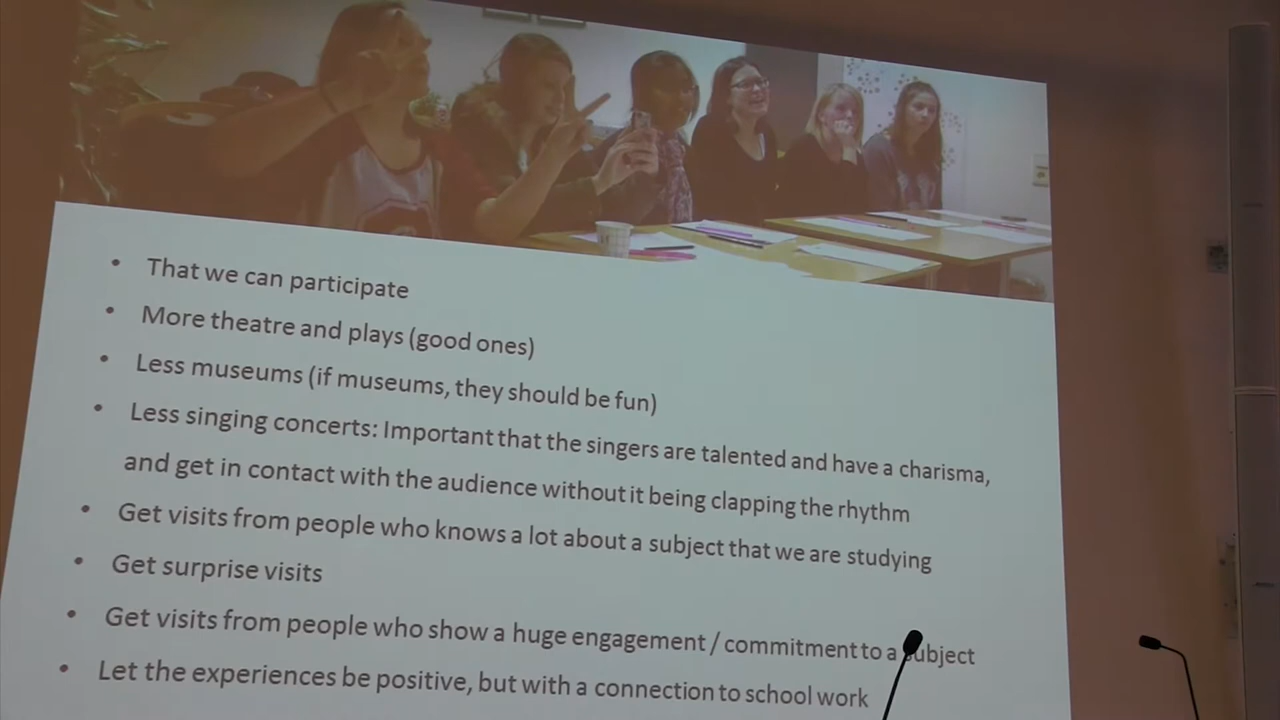 • That we can participate
• More theatre and plays (good ones)
• Less museums (if museums, they should be fun)
• Less singing concerts: Important that the singers are talented and have a charisma,
and get in contact with the audience without it being clapping the rhythm
• Get visits from people who knows a lot about a subject that we are studying
• Get surprise visits
• Get visits from people who show a huge engagement / commitment to a subject
• Let the experiences be positive, but with a connection to school work